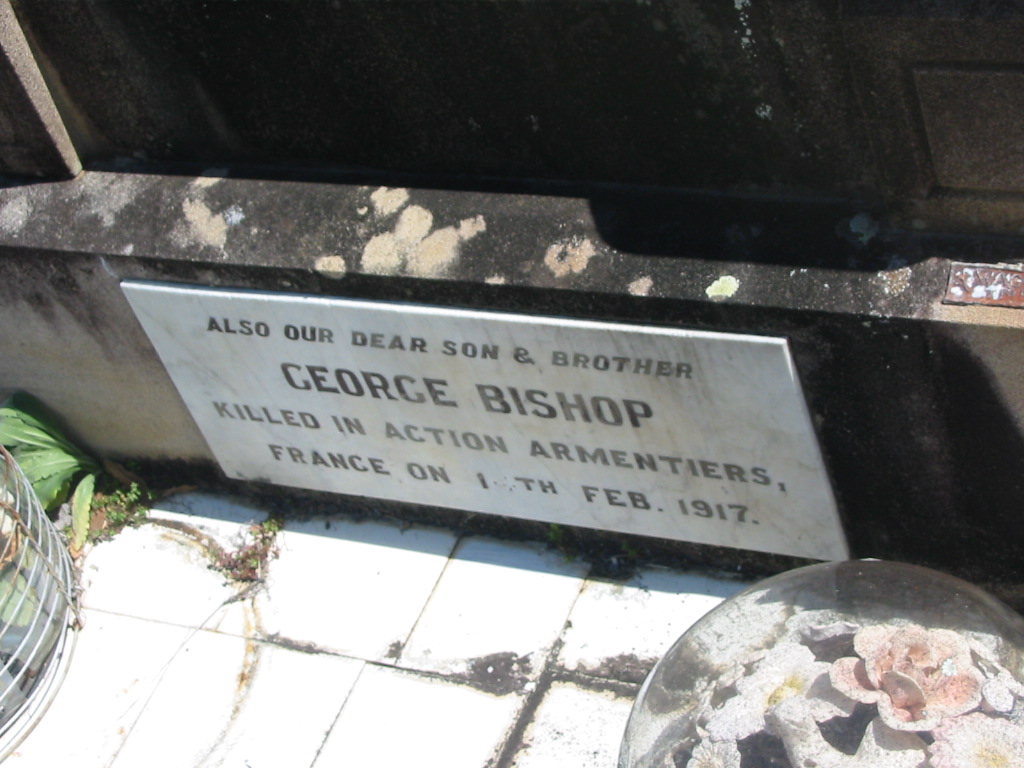 ALSO OUR DEAR SON & BROTHER
GEORGE BISHOP
KILLED IN ACTION ARMENTIERS,
FRANCE ON FEB. 1917.